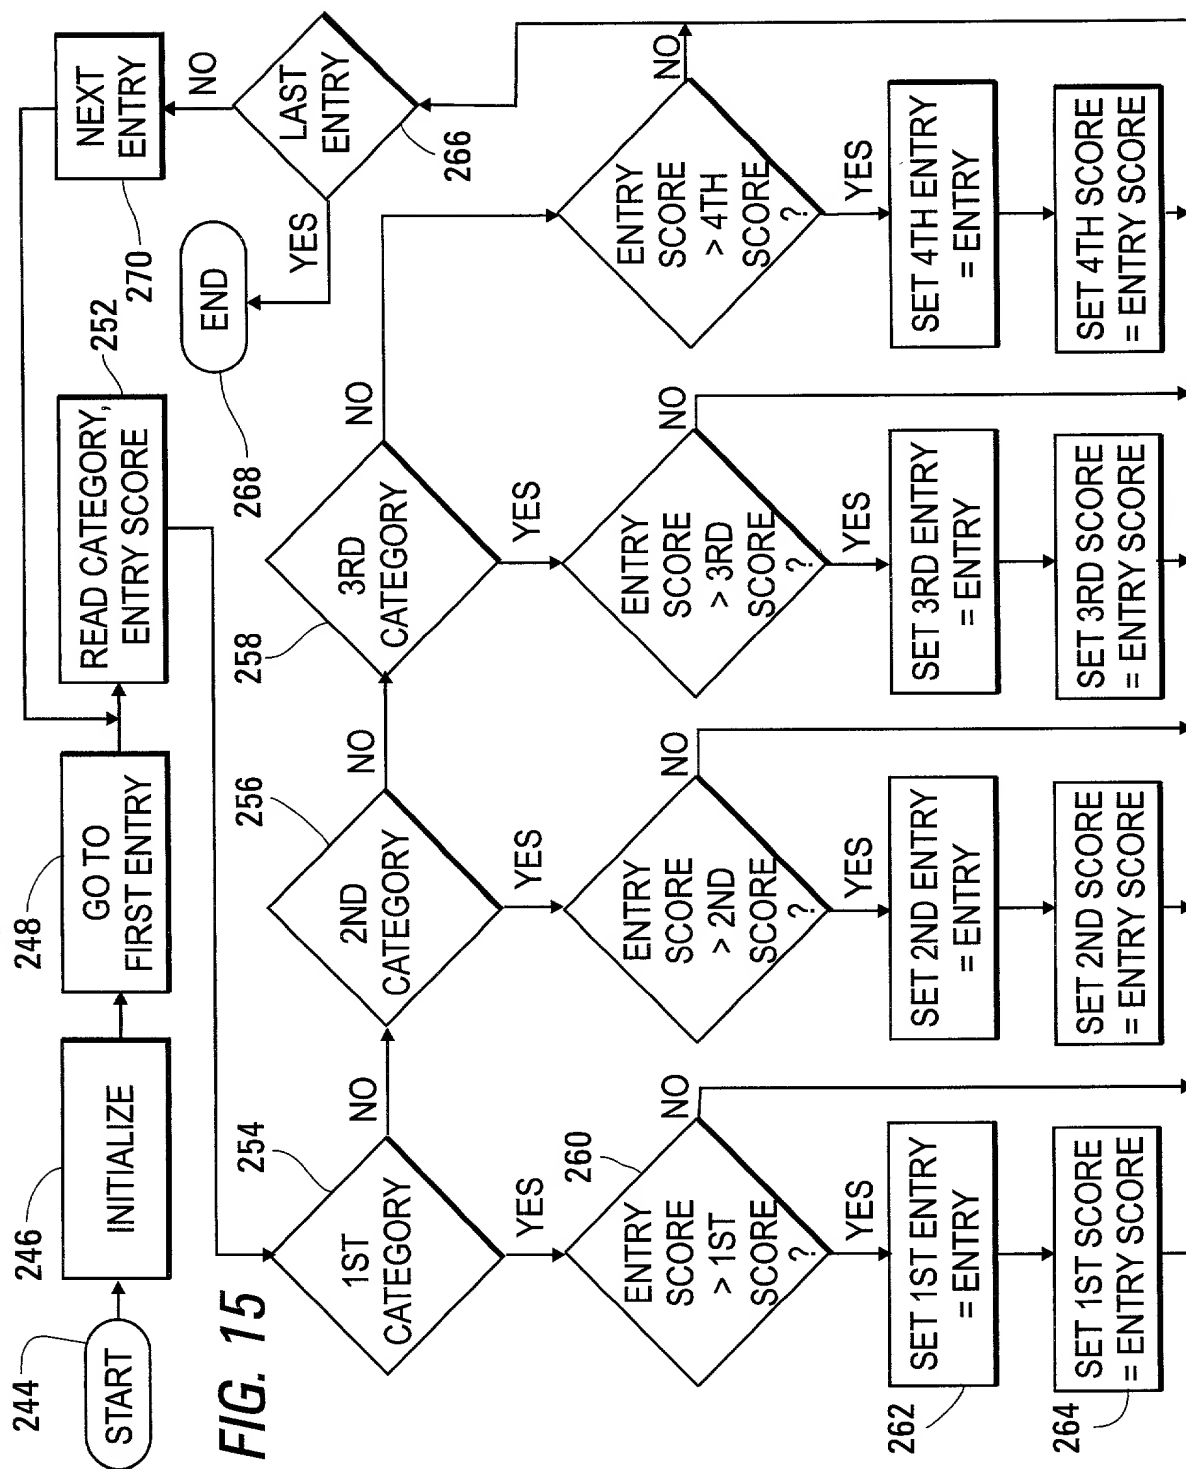 FIG. 15
244
START
246
INITIALIZE
248
GO TO
FIRST ENTRY
252
READ CATEGORY,
ENTRY SCORE
270
NEXT
ENTRY
NO
LAST
ENTRY
266
YES
END
268
254
1ST
CATEGORY
NO
YES
256
2ND
CATEGORY
NO
YES
258
3RD
CATEGORY
NO
YES
260
ENTRY
SCORE
> 1ST
SCORE
?
NO
YES
ENTRY
SCORE
> 2ND
SCORE
?
NO
YES
ENTRY
SCORE
> 3RD
SCORE
?
NO
YES
ENTRY
SCORE
> 4TH
SCORE
?
NO
YES
262
SET 1ST ENTRY
= ENTRY
SET 2ND ENTRY
= ENTRY
SET 3RD ENTRY
= ENTRY
SET 4TH ENTRY
= ENTRY
264
SET 1ST SCORE
= ENTRY SCORE
SET 2ND SCORE
= ENTRY SCORE
SET 3RD SCORE
= ENTRY SCORE
SET 4TH SCORE
= ENTRY SCORE